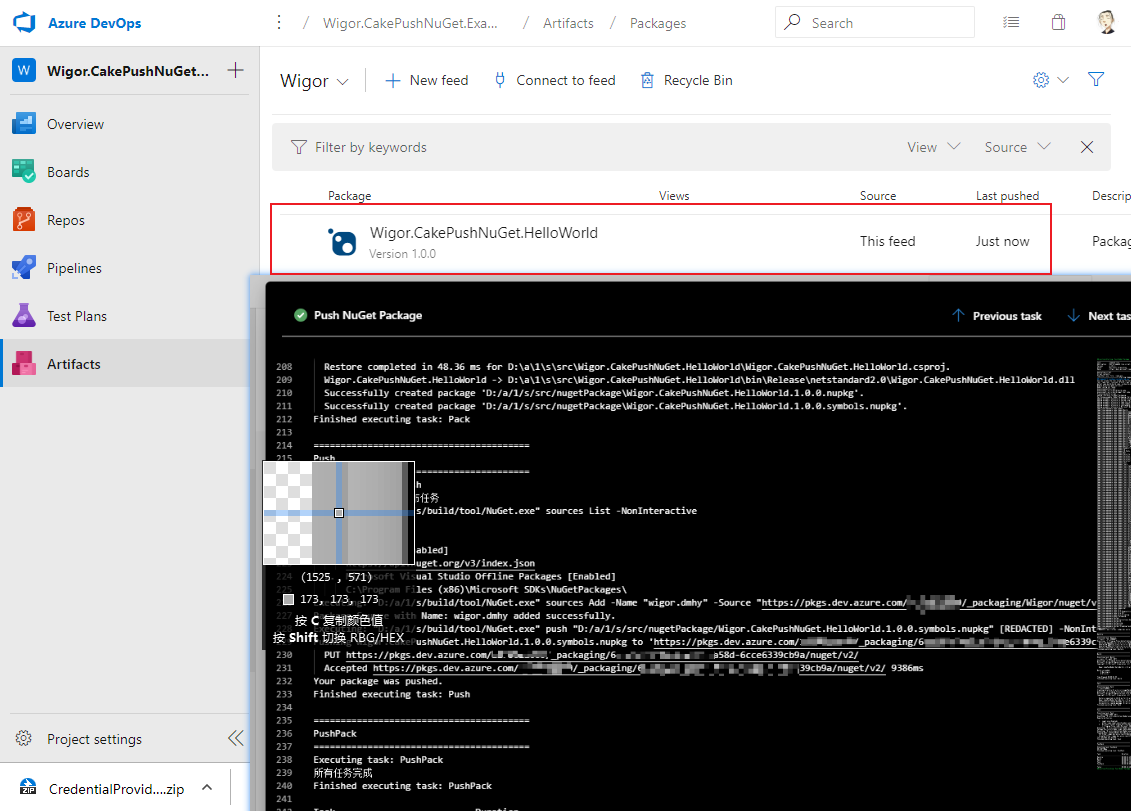 Azure DevOps
⋮ / Wigor.CakePushNuGet.Exa... / Artifacts / Packages
Search
W Wigor.CakePushNuGet...
Wigor
New feed
Connect to feed
Recycle Bin
Overview
Boards
Repos
Pipelines
Test Plans
Artifacts
Filter by keywords
View
Source
Package Views Source Last pushed Descrip
Wigor.CakePushNuGet.HelloWorld
Version 1.0.0
This feed
Just now
Packag
Push NuGet Package
Previous task
Next tas
208 Restore completed in 48.36 ms for D:\a\1\s\src\Wigor.CakePushNuGet.HelloWorld\Wigor.CakePushNuGet.HelloWorld.csproj.
209 Wigor.CakePushNuGet.HelloWorld -> D:\a\1\s\src\Wigor.CakePushNuGet.HelloWorld\bin\Release\netstandard2.0\Wigor.CakePushNuGet.HelloWorld.dll
210 Successfully created package 'D:/a/1/s/src/nugetPackage\Wigor.CakePushNuGet.HelloWorld.1.0.0.nupkg'.
211 Successfully created package 'D:/a/1/s/src/nugetPackage\Wigor.CakePushNuGet.HelloWorld.1.0.0.symbols.nupkg'.
212 Finished executing task: Pack
213
214 ========================================
215 Push
========================================
任务
s/build/tool/NuGet.exe" sources List -NonInteractive
abled]
uget.org/v3/index.json
224 Visual Studio Offline Packages [Enabled]
C:\Program Files (x86)\Microsoft SDKs\NuGetPackages\
D:/a/1/s/build/tool/NuGet.exe" sources Add -Name "wigor.dmhy" -Source "https://pkgs.dev.azure.com/ /_packaging/Wigor/nuget/v
with Name: wigor.dmhy added successfully.
s/build/tool/NuGet.exe" push "D:/a/1/s/src/nugetPackage/Wigor.CakePushNuGet.HelloWorld.1.0.0.symbols.nupkg" [REDACTED] -NonInt
PushNuGet.HelloWorld.1.0.0.symbols.nupkg to 'https://pkgs.dev.azure.com/ /_packaging/6 e6339c
230 PUT https://pkgs.dev.azure.com/ _packaging/6 a58d-6cce6339cb9a/nuget/v2/
231 Accepted https://pkgs.dev.azure.com/ /_packaging/6 39cb9a/nuget/v2/ 9386ms
232 Your package was pushed.
233 Finished executing task: Push
234
235 ========================================
236 PushPack
237 ========================================
238 Executing task: PushPack
239 所有任务完成
240 Finished executing task: PushPack
241
(1525 , 571)
173, 173, 173
按 C 复制颜色值
按 Shift 切换 RBG/HEX
Project settings
CredentialProvid....zip